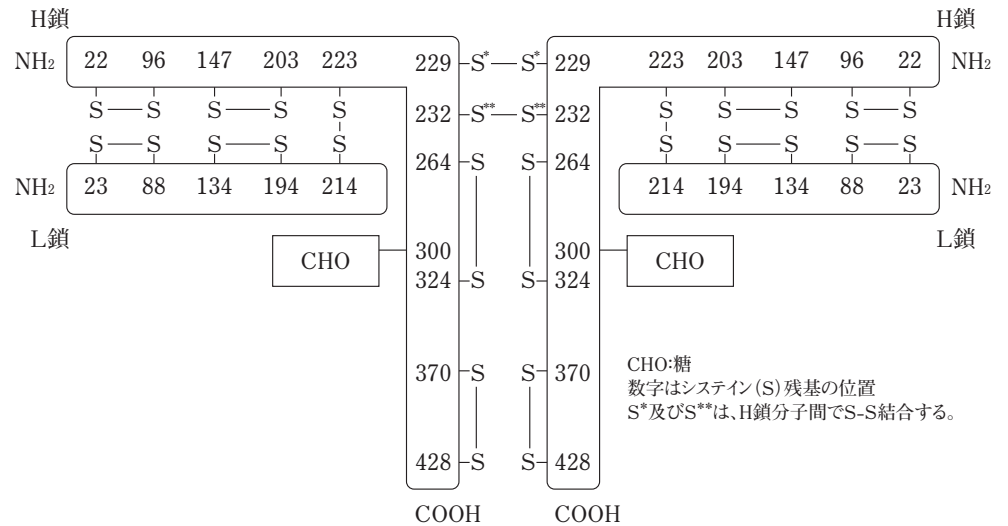 H鎖 H鎖
NH2 22 96 147 203 223 229 S* S* 229 223 203 147 96 22 NH2
S S S S S 232 S** S** 232 S S S S S
S S S S S S S S S S
264 S S 264
NH2 23 88 134 194 214 214 194 134 88 23 NH2
L鎖 L鎖
CHO 300 300 CHO
324 S S 324
CHO:糖
370 S S 370
数字はシステイン(S)残基の位置
S*及びS**は、H鎖分子間でS-S結合する。
428 S S 428
COOH COOH